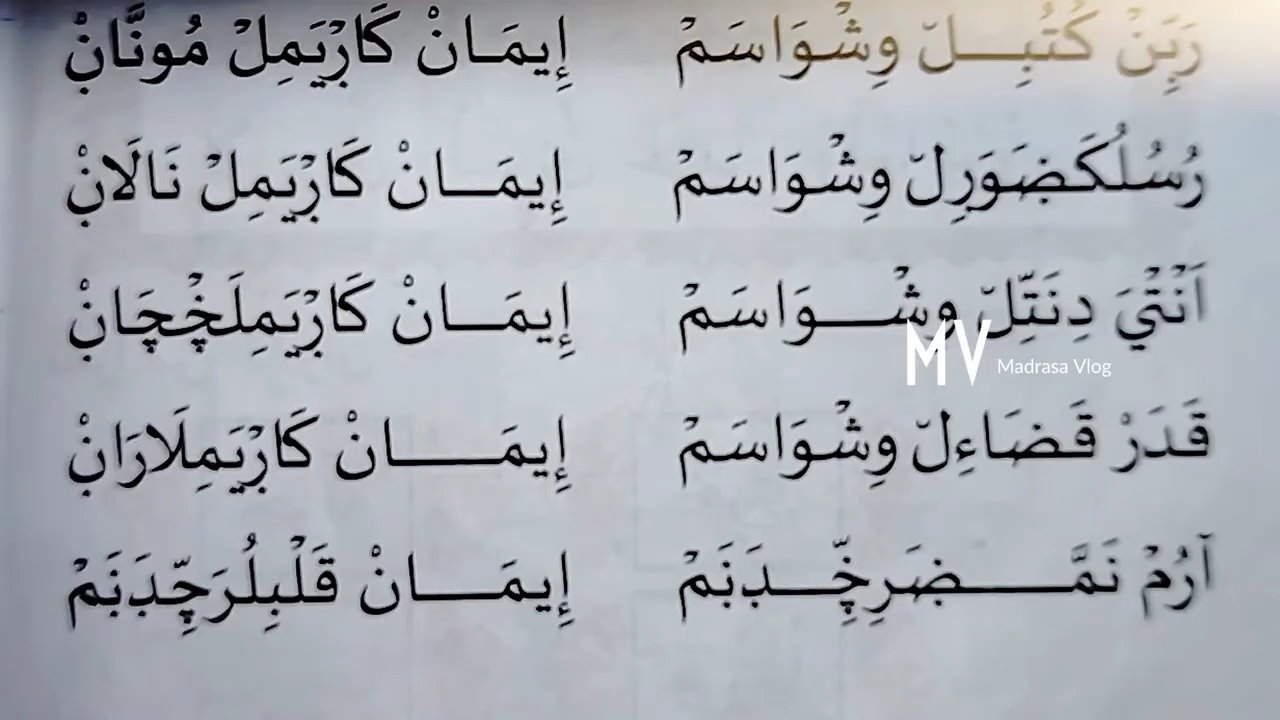 رَبِنْ كُتُبِلّ وِشْوَاسَمْ إِيمَانْ كَارْيَمِلْ مُونَّانْ
رُسُلُكَضَوَرِلّ وِشْوَاسَمْ إِيمَانْ كَارْيَمِلْ نَالَانْ
اَنْتْيَ دِنَتِّلّ وِشْوَاسَمْ إِيمَانْ كَارْيَمِلَڿْچَانْ
قَدَرْ قَضَاءِلّ وِشْوَاسَمْ إِيمَانْ كَارْيَمِلَارَانْ
آرُمْ نَمَّضَرِچِّدَنَمْ إِيمَانْ قَلْبِلُرَچِّدَنَمْ
MV Madrasa Vlog